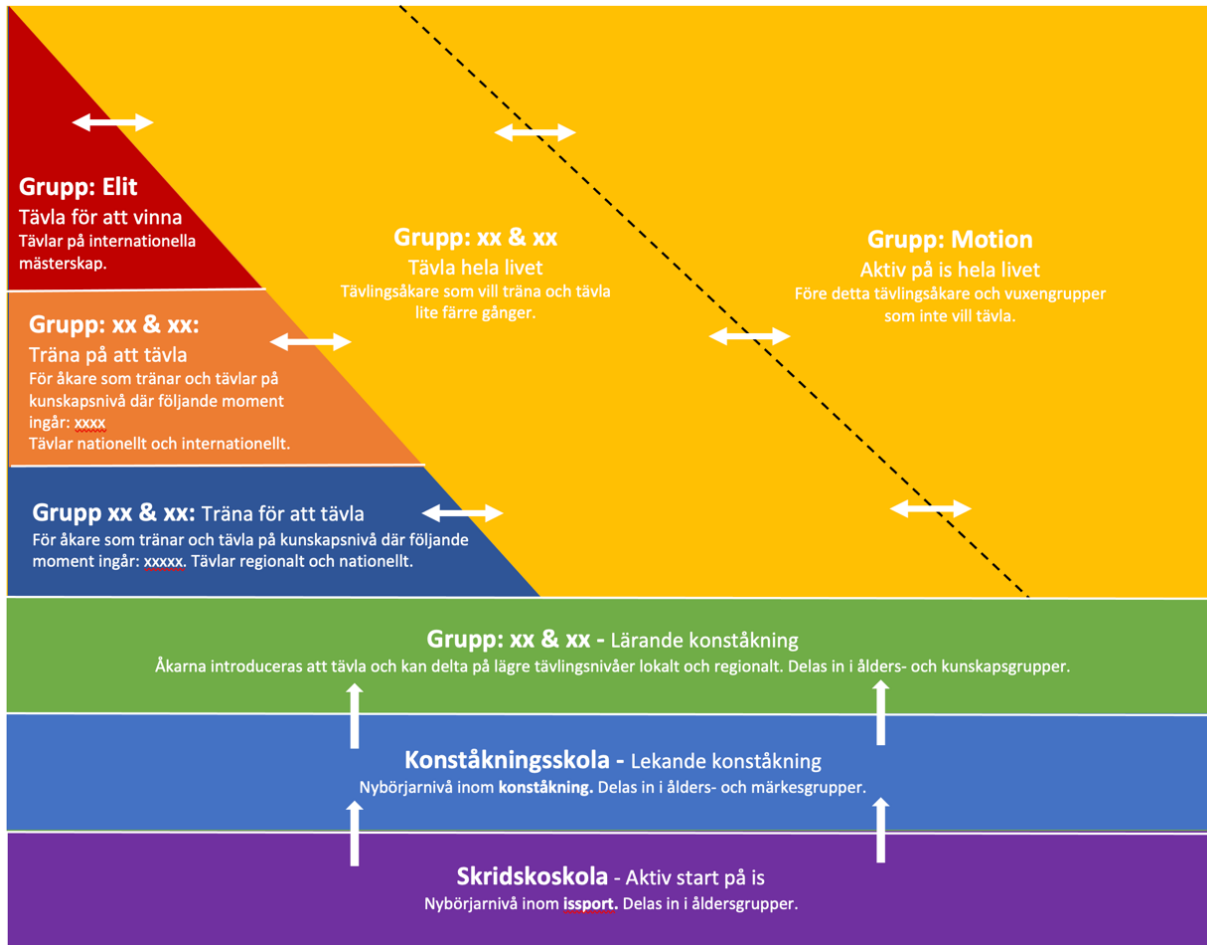 Grupp: Elit
Tävla för att vinna
Tävlar på internationella
mästerskap.
Grupp: xx & xx:
Träna på att tävla
För åkare som tränar och tävlar på
kunskapsnivå där följande moment
ingår: xxxx
Tävlar nationellt och internationellt.
Grupp xx & xx: Träna för att tävla
För åkare som tränar och tävla på kunskapsnivå där följande
moment ingår: xxxxx. Tävlar regionalt och nationellt.
Grupp: xx & xx
Tävla hela livet
Tävlingsåkare som vill träna och tävla
lite färre gånger.
Grupp: Motion
Aktiv på is hela livet
Före detta tävlingsåkare och vuxengrupper
som inte vill tävla.
Grupp: xx & xx - Lärande konståkning
Åkarna introduceras att tävla och kan delta på lägre tävlingsnivåer lokalt och regionalt. Delas in i ålders- och kunskapsgrupper.
Konståkningsskola - Lekande konståkning
Nybörjarnivå inom konståkning. Delas in i ålders- och märkesgrupper.
Skridskoskola - Aktiv start på is
Nybörjarnivå inom issport. Delas in i åldersgrupper.